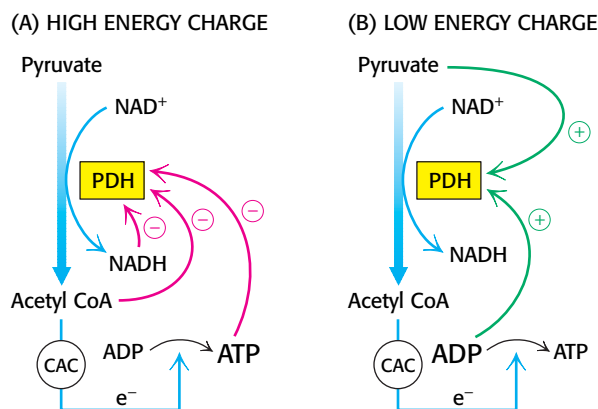 (A) HIGH ENERGY CHARGE
Pyruvate
NAD⁺
PDH
−
−
−
NADH
Acetyl CoA
CAC
ADP
ATP
e⁻
(B) LOW ENERGY CHARGE
Pyruvate
NAD⁺
+
PDH
+
NADH
Acetyl CoA
CAC
ADP
ATP
e⁻